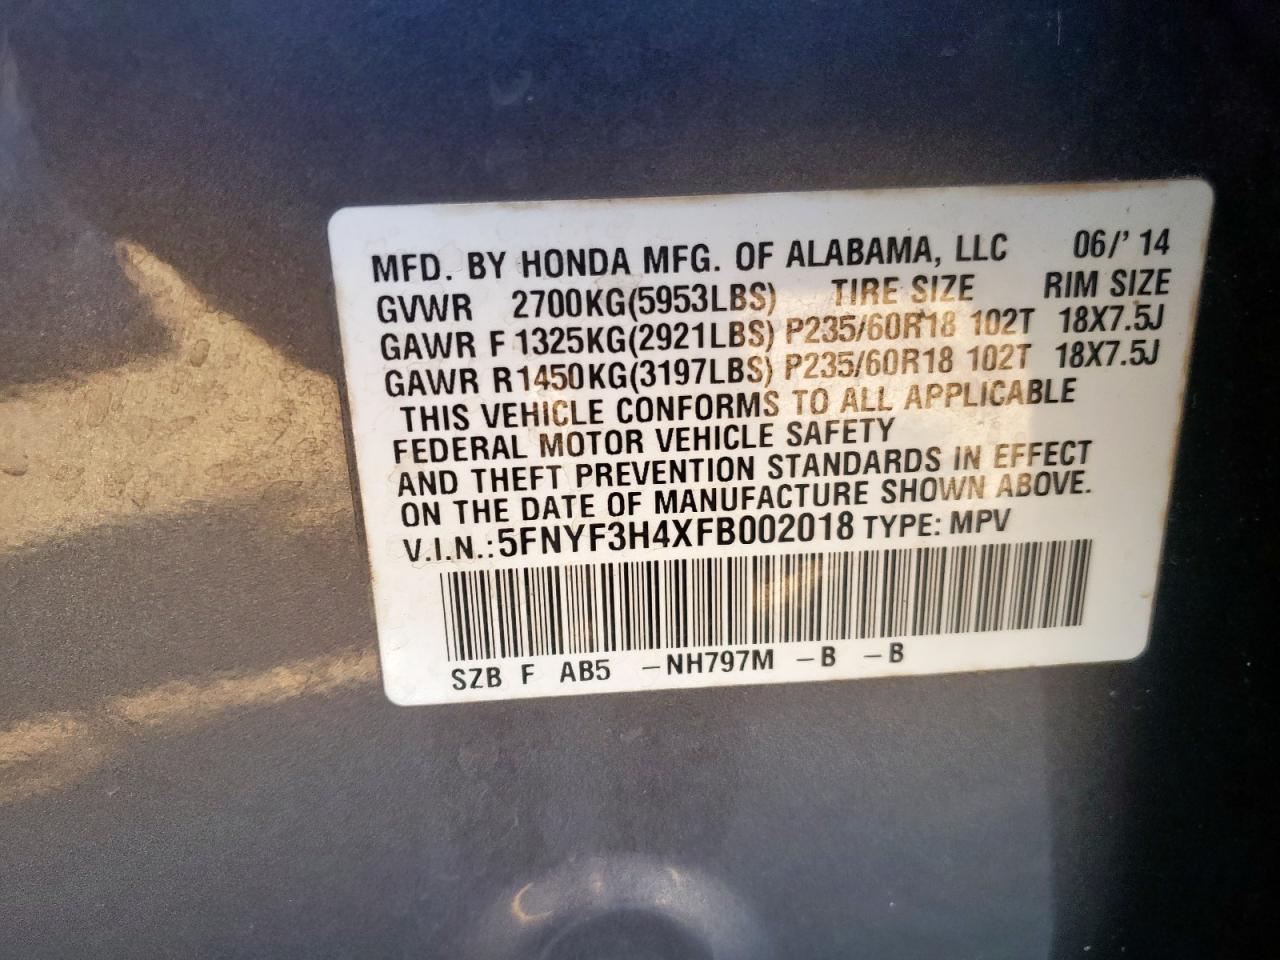 MFD. BY HONDA MFG. OF ALABAMA, LLC 06/' 14
GVWR 2700KG(5953LBS) TIRE SIZE RIM SIZE
GAWR F 1325KG(2921LBS) P235/60R18 102T 18X7.5J
GAWR R 1450KG(3197LBS) P235/60R18 102T 18X7.5J
THIS VEHICLE CONFORMS TO ALL APPLICABLE
FEDERAL MOTOR VEHICLE SAFETY
AND THEFT PREVENTION STANDARDS IN EFFECT
ON THE DATE OF MANUFACTURE SHOWN ABOVE.
V.I.N.: 5FNYF3H4XFB002018 TYPE: MPV
SZB F AB5 -NH797M -B -B